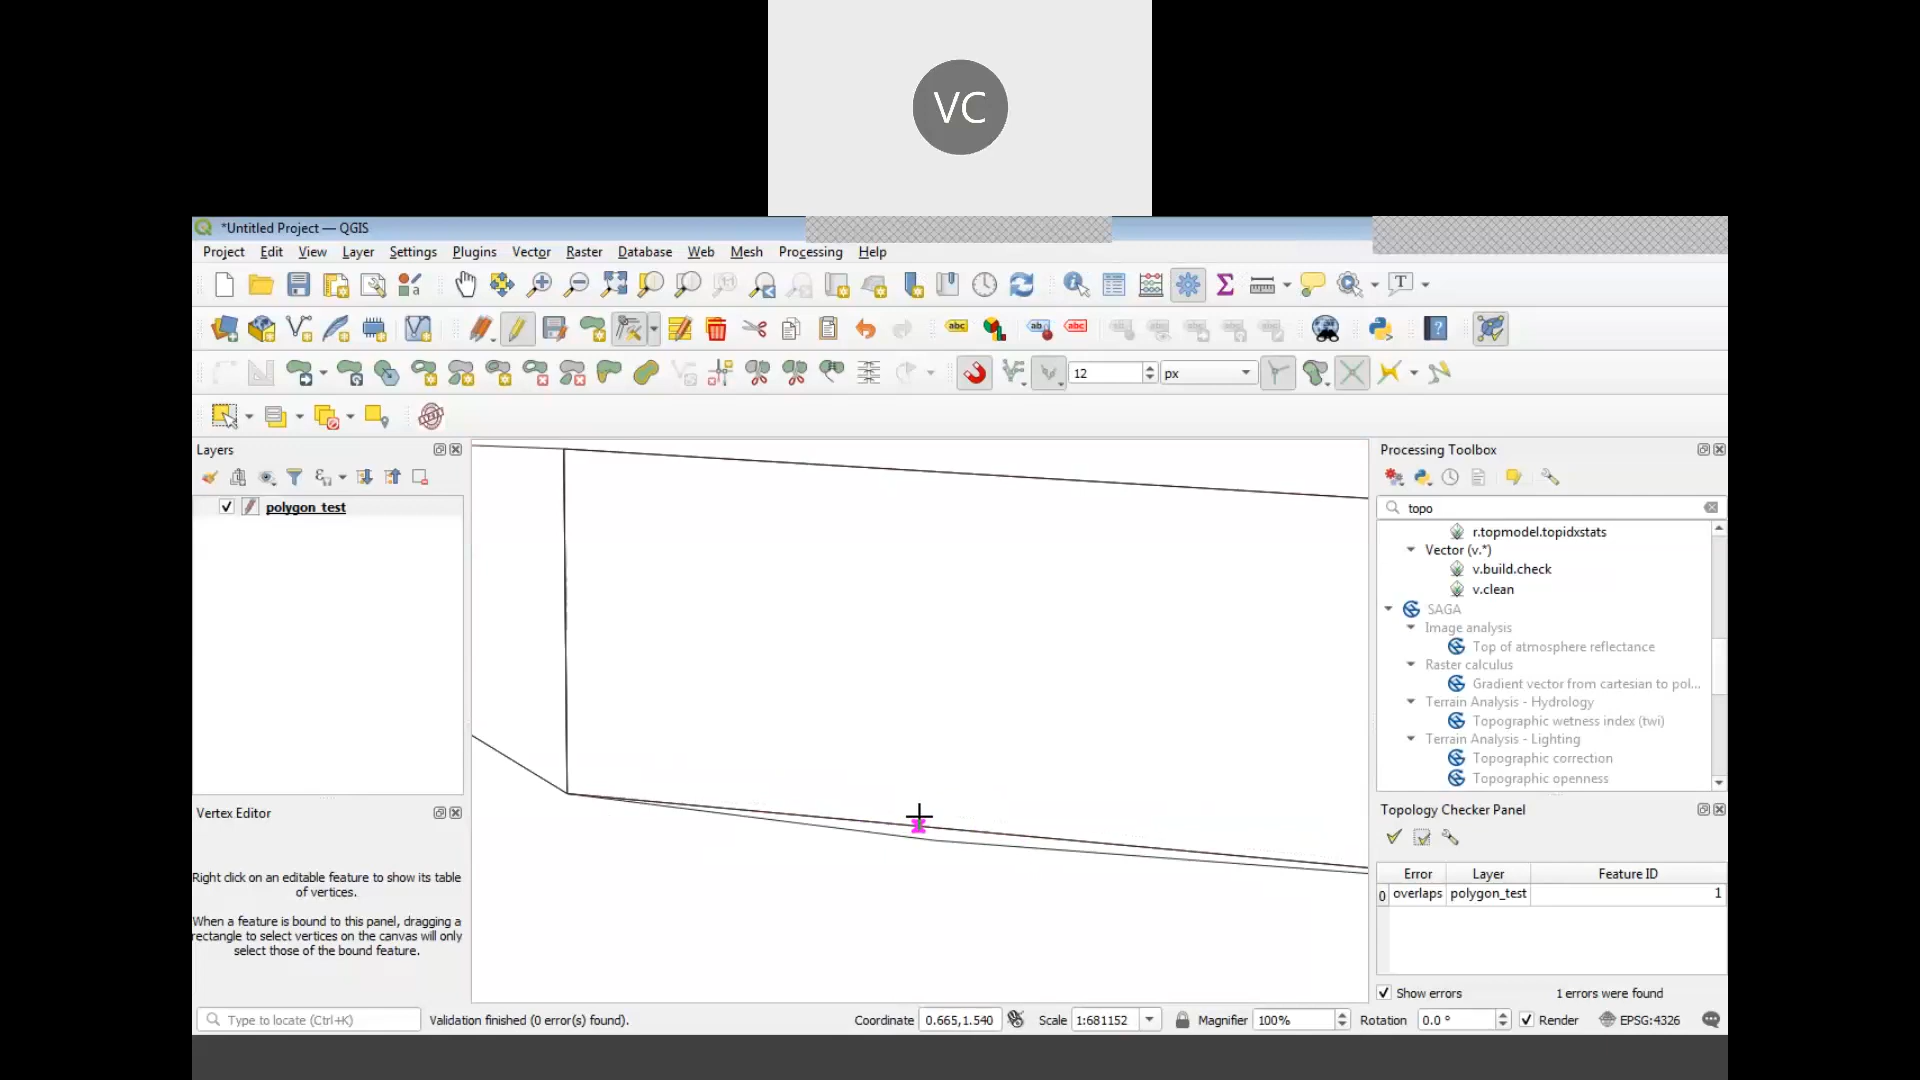 VC
*Untitled Project — QGIS
Project Edit View Layer Settings Plugins Vector Raster Database Web Mesh Processing Help
12 px
Layers
polygon_test
Vertex Editor
Right click on an editable feature to show its table
of vertices.
When a feature is bound to this panel, dragging a
rectangle to select vertices on the canvas will only
select those of the bound feature.
Processing Toolbox
topo
r.topmodel.topidxstats
Vector (v.*)
v.build.check
v.clean
SAGA
Image analysis
Top of atmosphere reflectance
Raster calculus
Gradient vector from cartesian to pol...
Terrain Analysis - Hydrology
Topographic wetness index (twi)
Terrain Analysis - Lighting
Topographic correction
Topographic openness
Topology Checker Panel
Error Layer Feature ID
0 overlaps polygon_test 1
Show errors 1 errors were found
Type to locate (Ctrl+K) Validation finished (0 error(s) found). Coordinate 0.665,1.540 Scale 1:681152 Magnifier 100% Rotation 0.0 ° Render EPSG:4326